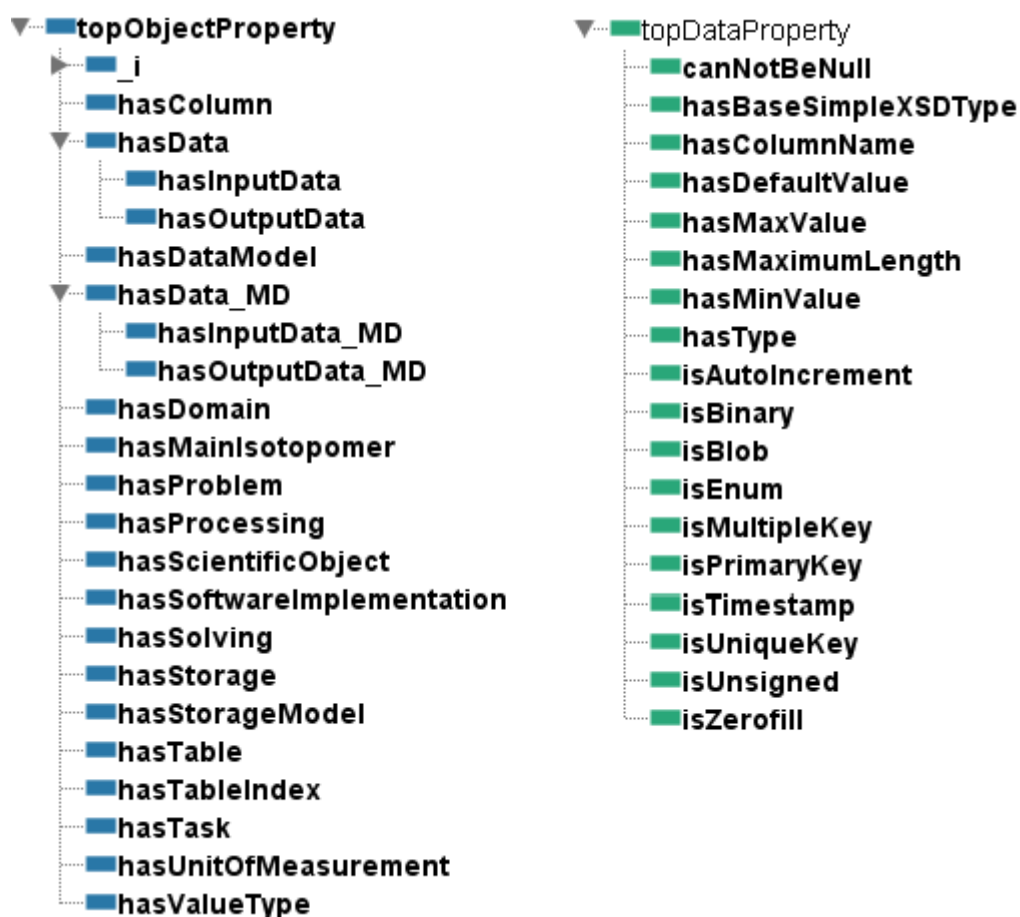 topObjectProperty
_i
hasColumn
hasData
hasInputData
hasOutputData
hasDataModel
hasData_MD
hasInputData_MD
hasOutputData_MD
hasDomain
hasMainIsotopomer
hasProblem
hasProcessing
hasScientificObject
hasSoftwareImplementation
hasSolving
hasStorage
hasStorageModel
hasTable
hasTableIndex
hasTask
hasUnitOfMeasurement
hasValueType
topDataProperty
canNotBeNull
hasBaseSimpleXSDType
hasColumnName
hasDefaultValue
hasMaxValue
hasMaximumLength
hasMinValue
hasType
isAutoIncrement
isBinary
isBlob
isEnum
isMultipleKey
isPrimaryKey
isTimestamp
isUniqueKey
isUnsigned
isZerofill